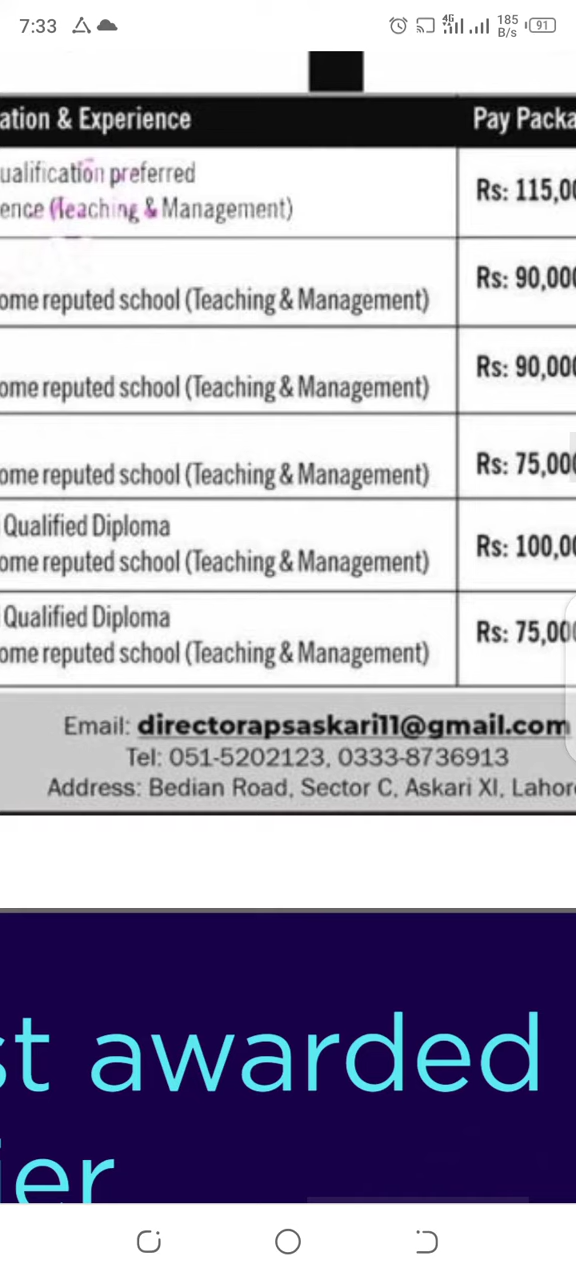 7:33
4G
185
B/s
91
ation & Experience
Pay Packa
ualification preferred
ence (Teaching & Management)
Rs: 115,00
ome reputed school (Teaching & Management)
Rs: 90,000
ome reputed school (Teaching & Management)
Rs: 90,000
ome reputed school (Teaching & Management)
Rs: 75,000
Qualified Diploma
ome reputed school (Teaching & Management)
Rs: 100,00
Qualified Diploma
ome reputed school (Teaching & Management)
Rs: 75,000
Email: directorapsaskari11@gmail.com
Tel: 051-5202123, 0333-8736913
Address: Bedian Road, Sector C, Askari XI, Lahore
st awarded
ier